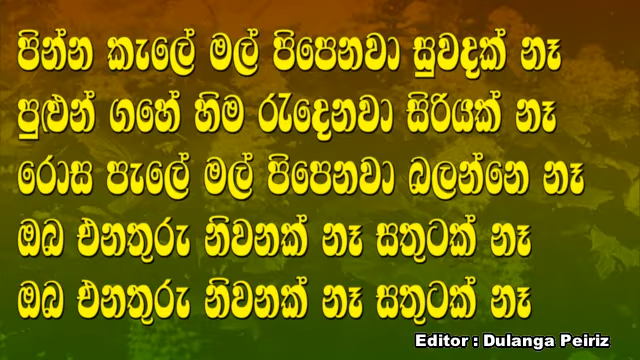 පින්න කැලේ මල් පිපෙනවා සුවදක් නෑ
පුළුන් ගහේ හිම රැදෙනවා සිරියක් නෑ
රොස පැලේ මල් පිපෙනවා බලන්නෙ නෑ
ඔබ එනතුරු නිවනක් නෑ සතුටක් නෑ
ඔබ එනතුරු නිවනක් නෑ සතුටක් නෑ
Editor : Dulanga Peiriz